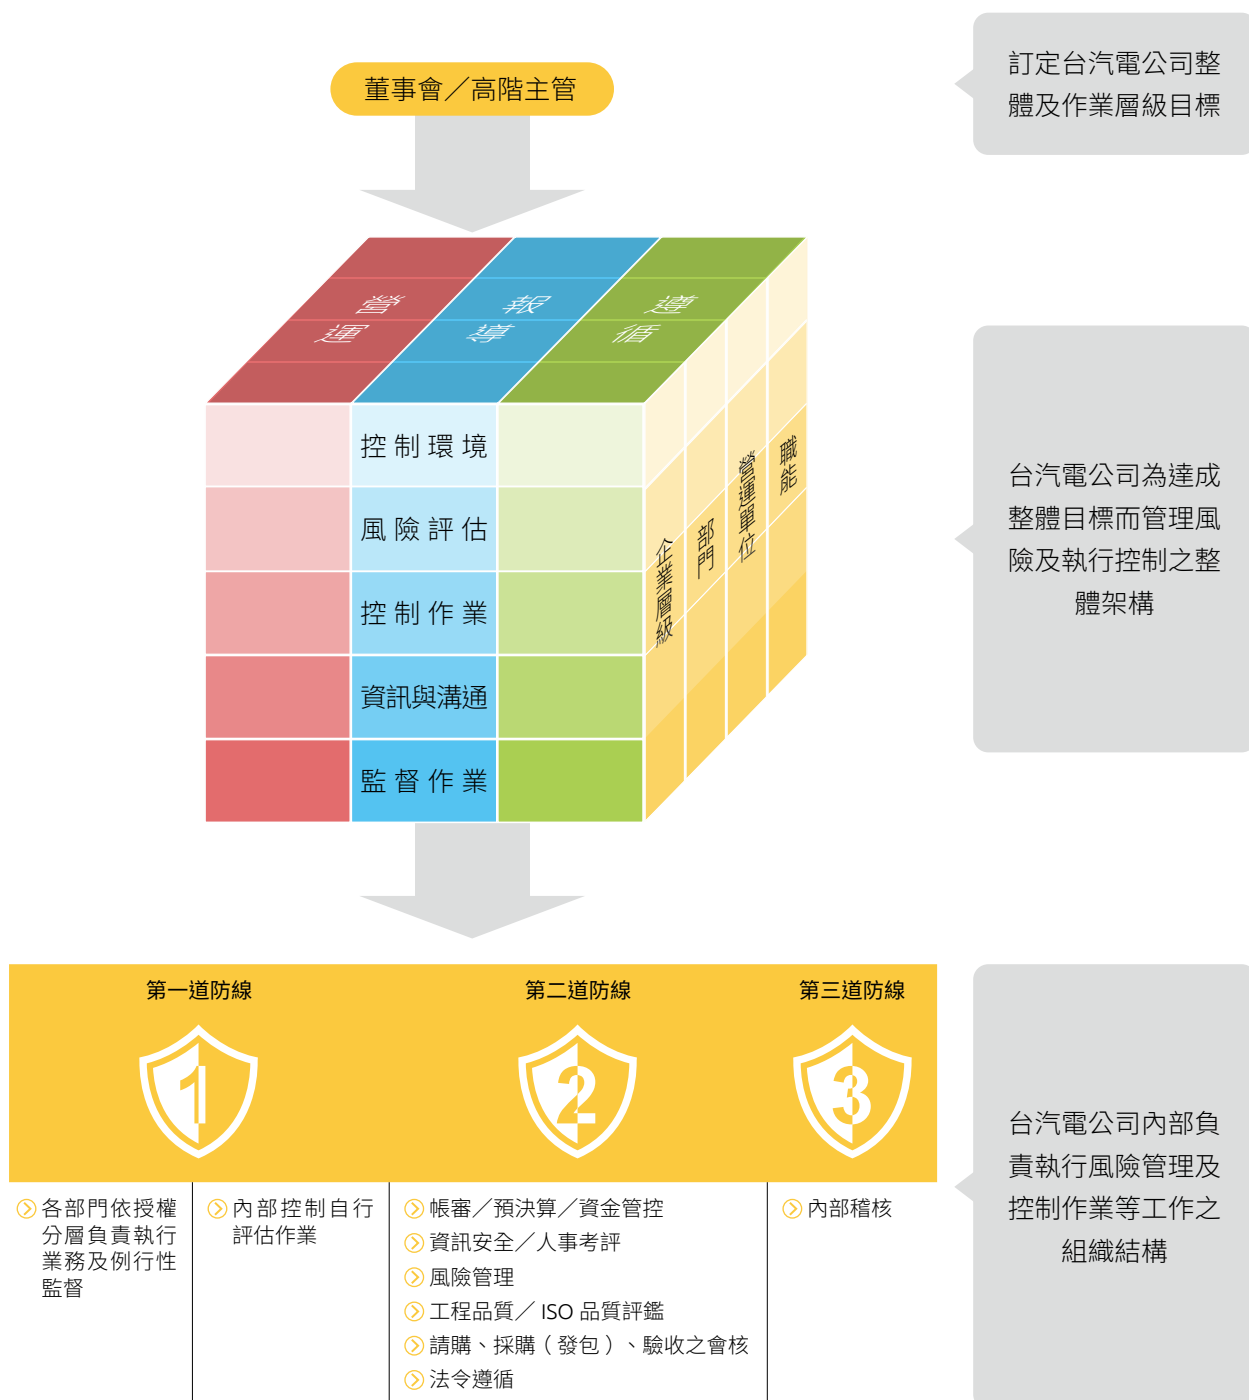 董事會／高階主管
訂定台汽電公司整
體及作業層級目標
營運
報導
遵循
控制環境
風險評估
控制作業
資訊與溝通
監督作業
企業層級
部門
營運單位
職能
台汽電公司為達成
整體目標而管理風
險及執行控制之整
體架構
第一道防線
第二道防線
第三道防線
1
2
3
各部門依授權
分層負責執行
業務及例行性
監督
內部控制自行
評估作業
帳審／預決算／資金管控
資訊安全／人事考評
風險管理
工程品質／ ISO 品質評鑑
請購、採購（發包）、驗收之會核
法令遵循
內部稽核
台汽電公司內部負
責執行風險管理及
控制作業等工作之
組織結構